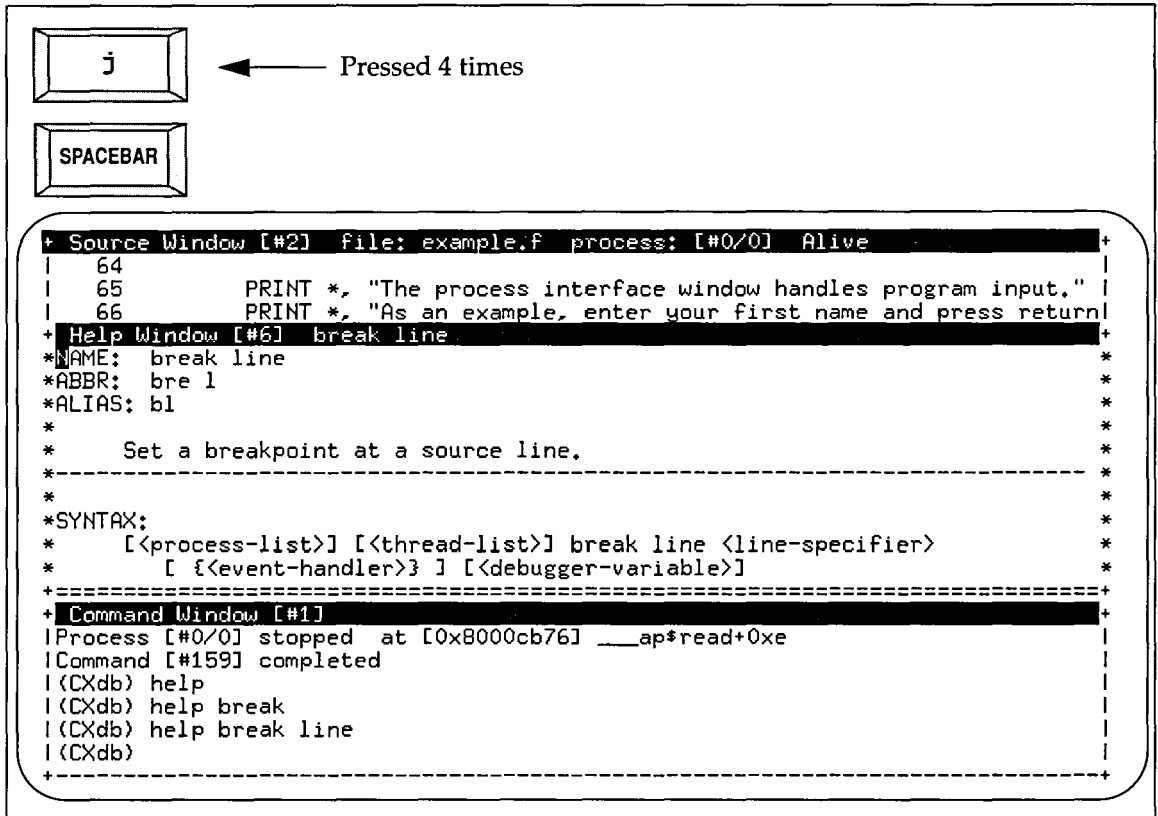 j
Pressed 4 times
SPACEBAR
+ Source Window [#2]  file: example.f  process: [#0/0]  Alive +
|   64 |
|   65          PRINT *, "The process interface window handles program input." |
|   66          PRINT *, "As an example, enter your first name and press return|
+ Help Window [#6]  break line +
*NAME:  break line *
*ABBR:  bre l *
*ALIAS: bl *
* *
*     Set a breakpoint at a source line. *
*------------------------------------------------------------------ *
* *
*SYNTAX: *
*     [<process-list>] [<thread-list>] break line <line-specifier> *
*       [ {<event-handler>} ] [<debugger-variable>] *
+==================================================================+
+ Command Window [#1] +
|Process [#0/0] stopped  at [0x8000cb76] ___ap$read+0xe |
|Command [#159] completed |
|(CXdb) help |
|(CXdb) help break |
|(CXdb) help break line |
|(CXdb) |
+------------------------------------------------------------------+